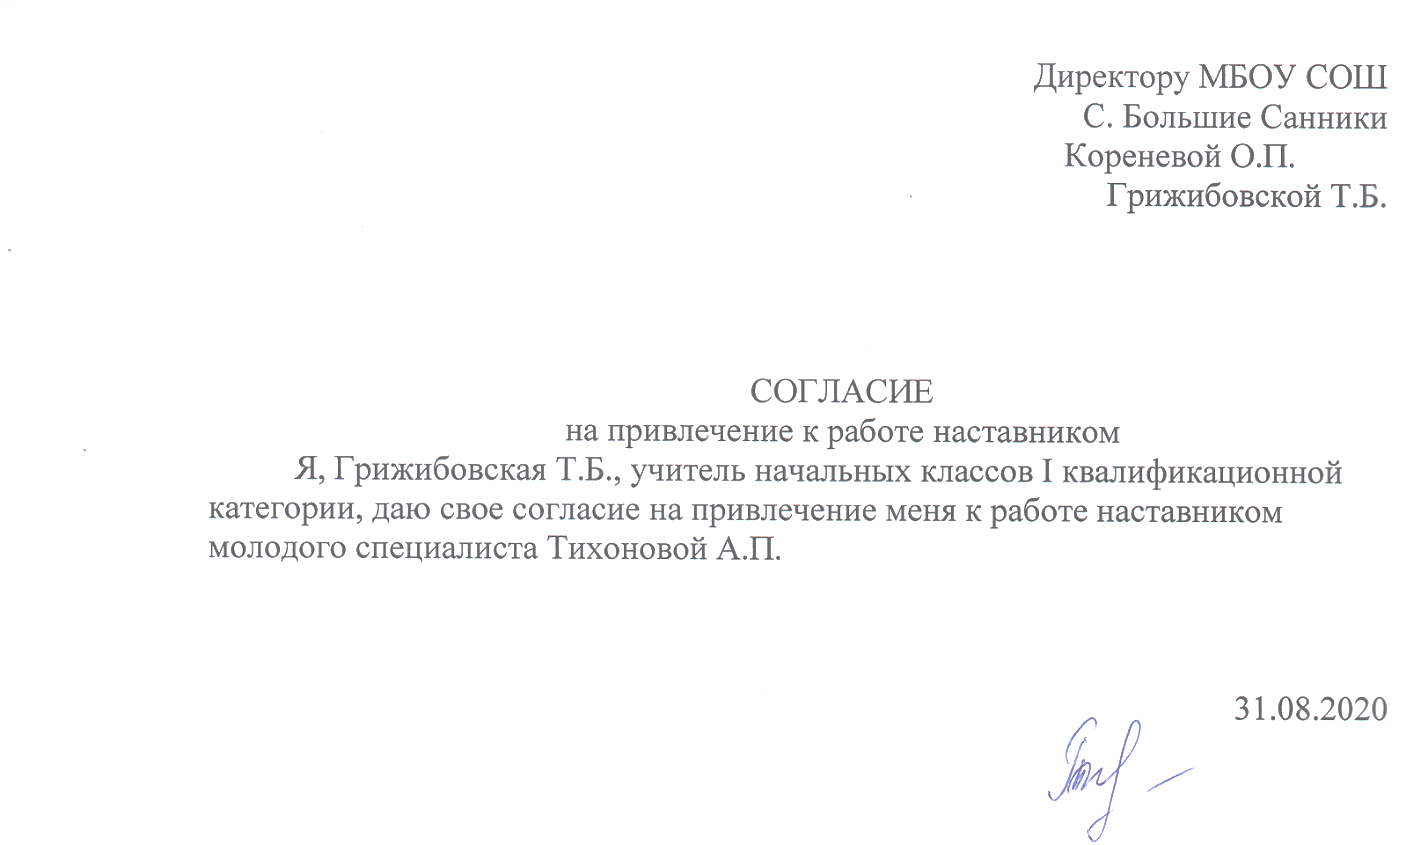 Директору МБОУ СОШ
С. Большие Санники
Кореневой О.П.
Грижибовской Т.Б.
СОГЛАСИЕ
на привлечение к работе наставником
Я, Грижибовская Т.Б., учитель начальных классов I квалификационной
категории, даю свое согласие на привлечение меня к работе наставником
молодого специалиста Тихоновой А.П.
31.08.2020